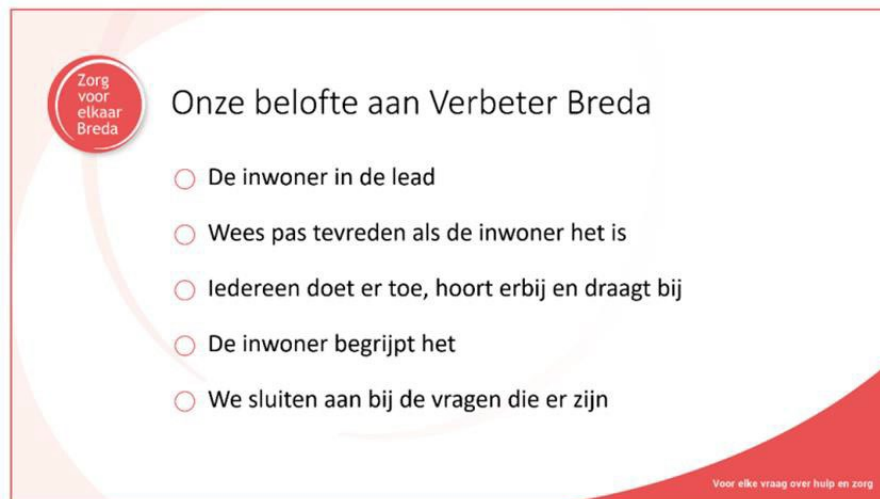 Zorg
voor
elkaar
Breda
Onze belofte aan Verbeter Breda
De inwoner in de lead
Wees pas tevreden als de inwoner het is
Iedereen doet er toe, hoort erbij en draagt bij
De inwoner begrijpt het
We sluiten aan bij de vragen die er zijn
Voor elke vraag over hulp en zorg